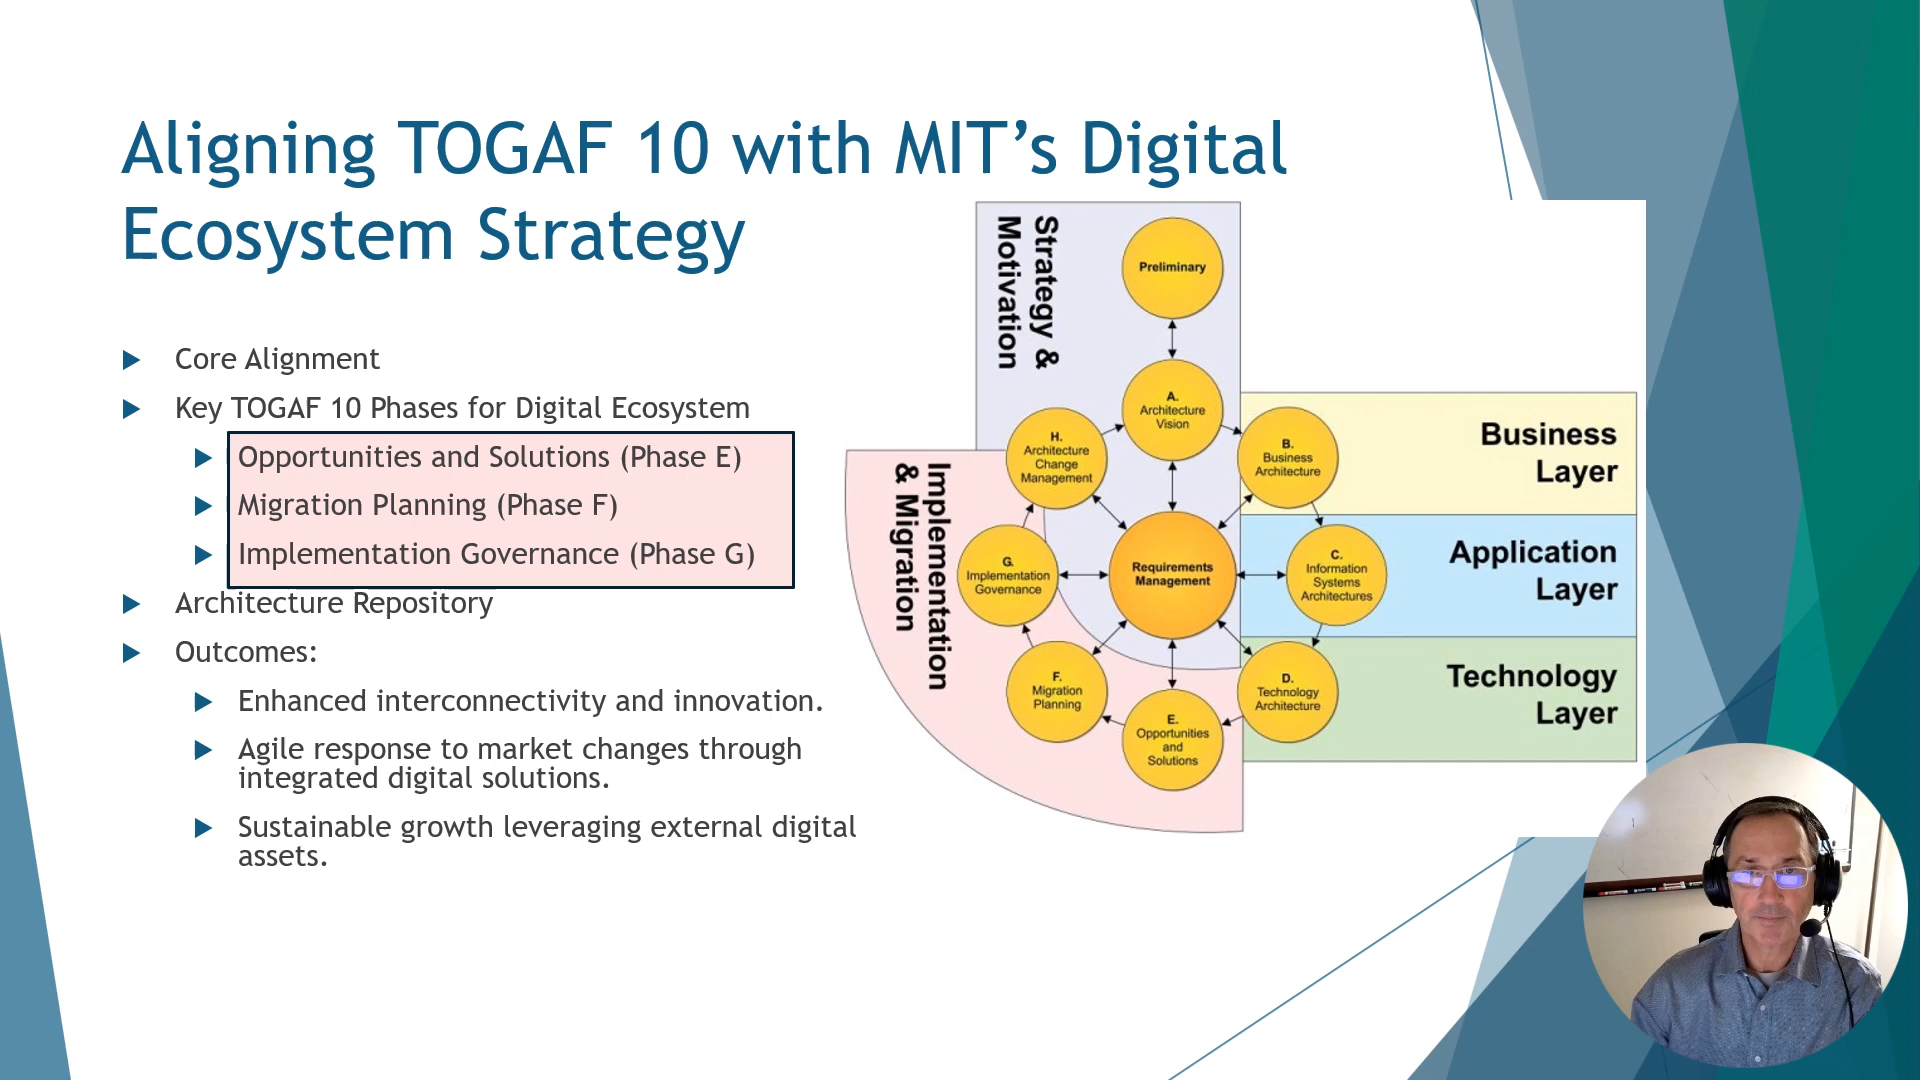 Aligning TOGAF 10 with MIT’s Digital
Ecosystem Strategy
Core Alignment
Key TOGAF 10 Phases for Digital Ecosystem
Opportunities and Solutions (Phase E)
Migration Planning (Phase F)
Implementation Governance (Phase G)
Architecture Repository
Outcomes:
Enhanced interconnectivity and innovation.
Agile response to market changes through
integrated digital solutions.
Sustainable growth leveraging external digital
assets.
Strategy &
Motivation
Preliminary
A.
Architecture
Vision
H.
Architecture
Change
Management
B.
Business
Architecture
Business
Layer
Implementation
& Migration
G.
Implementation
Governance
Requirements
Management
C.
Information
Systems
Architectures
Application
Layer
F.
Migration
Planning
E.
Opportunities
and
Solutions
D.
Technology
Architecture
Technology
Layer